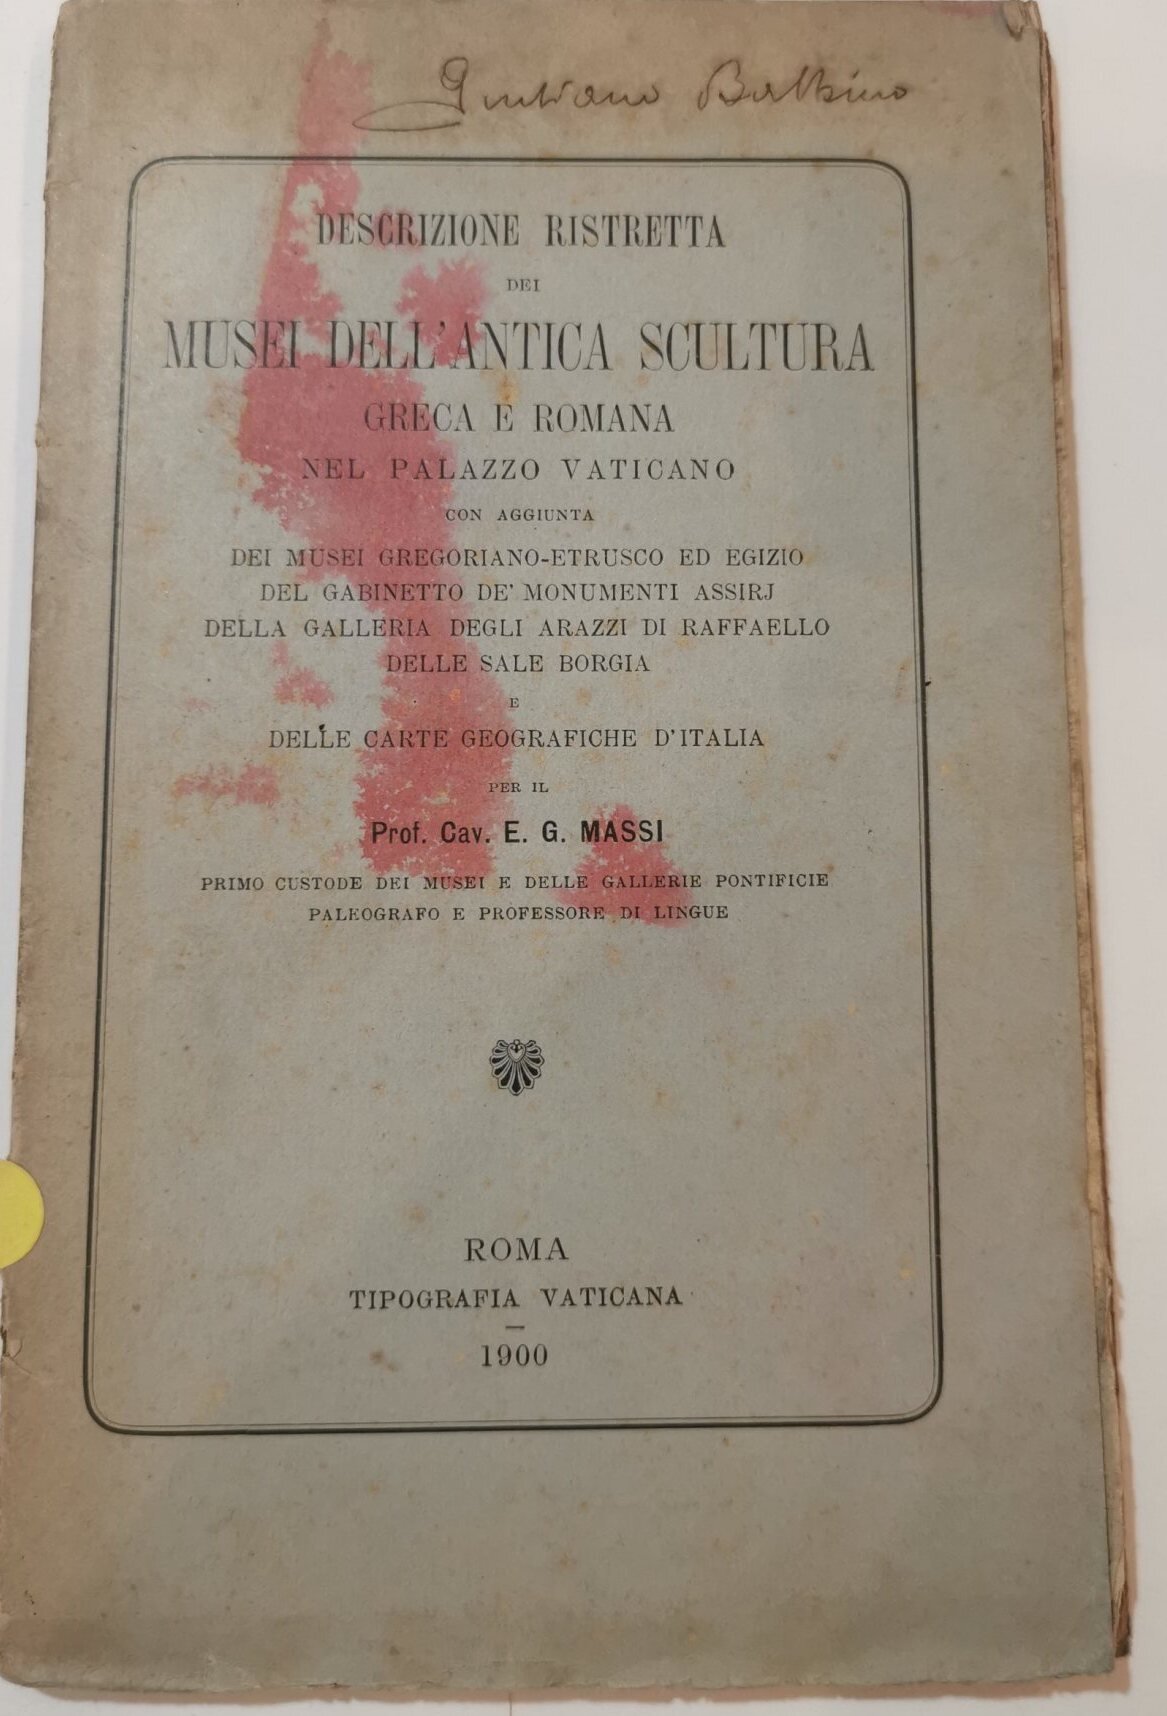 DESCRIZIONE RISTRETTA
DEI
MUSEI DELL'ANTICA SCULTURA
GRECA E ROMANA
NEL PALAZZO VATICANO
CON AGGIUNTA
DEI MUSEI GREGORIANO-ETRUSCO ED EGIZIO
DEL GABINETTO DE' MONUMENTI ASSIRJ
DELLA GALLERIA DEGLI ARAZZI DI RAFFAELLO
DELLE SALE BORGIA
E
DELLE CARTE GEOGRAFICHE D'ITALIA
PER IL
Prof. Cav. E. G. MASSI
PRIMO CUSTODE DEI MUSEI E DELLE GALLERIE PONTIFICIE
PALEOGRAFO E PROFESSORE DI LINGUE
ROMA
TIPOGRAFIA VATICANA
1900